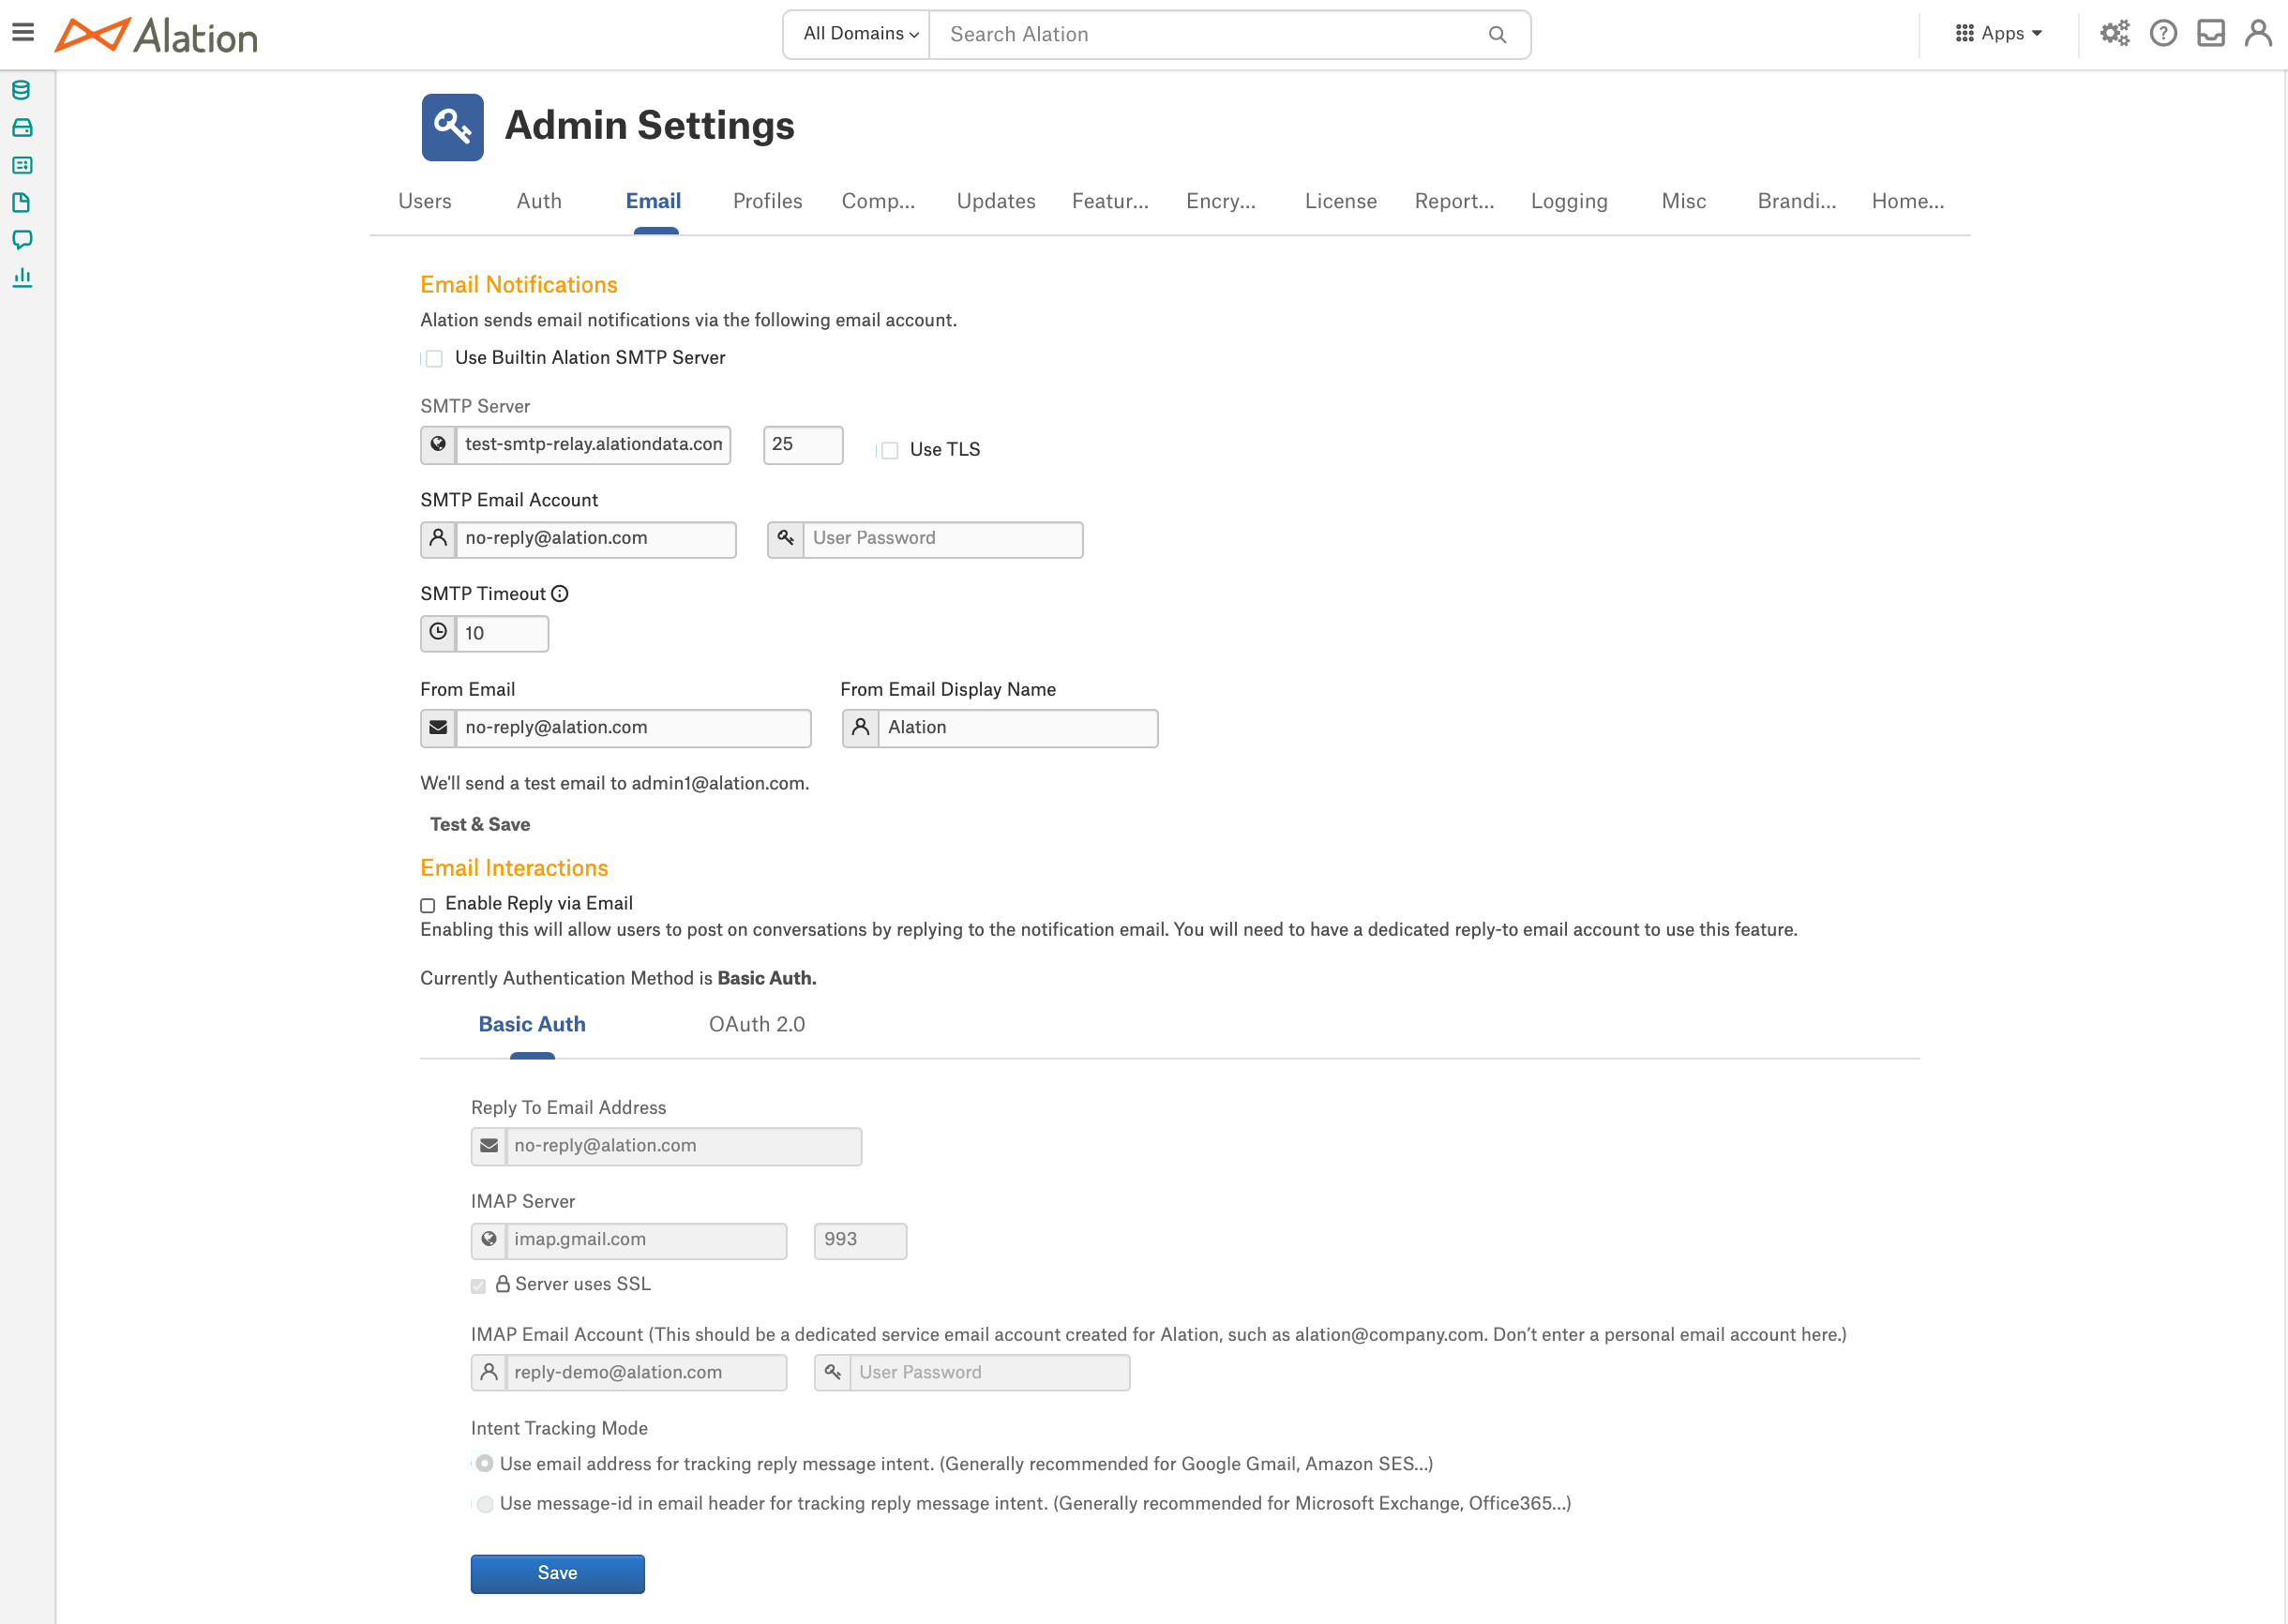 Alation
All Domains
Search Alation
Apps
Admin Settings
Users Auth Email Profiles Comp... Updates Featur... Encry... License Report... Logging Misc Brandi... Home...
Email Notifications
Alation sends email notifications via the following email account.
Use Builtin Alation SMTP Server
SMTP Server
test-smtp-relay.alationdata.com 25 Use TLS
SMTP Email Account
no-reply@alation.com User Password
SMTP Timeout
10
From Email From Email Display Name
no-reply@alation.com Alation
We'll send a test email to admin1@alation.com.
Test & Save
Email Interactions
Enable Reply via Email
Enabling this will allow users to post on conversations by replying to the notification email. You will need to have a dedicated reply-to email account to use this feature.
Currently Authentication Method is Basic Auth.
Basic Auth OAuth 2.0
Reply To Email Address
no-reply@alation.com
IMAP Server
imap.gmail.com 993
Server uses SSL
IMAP Email Account (This should be a dedicated service email account created for Alation, such as alation@company.com. Don’t enter a personal email account here.)
reply-demo@alation.com User Password
Intent Tracking Mode
Use email address for tracking reply message intent. (Generally recommended for Google Gmail, Amazon SES...)
Use message-id in email header for tracking reply message intent. (Generally recommended for Microsoft Exchange, Office365...)
Save